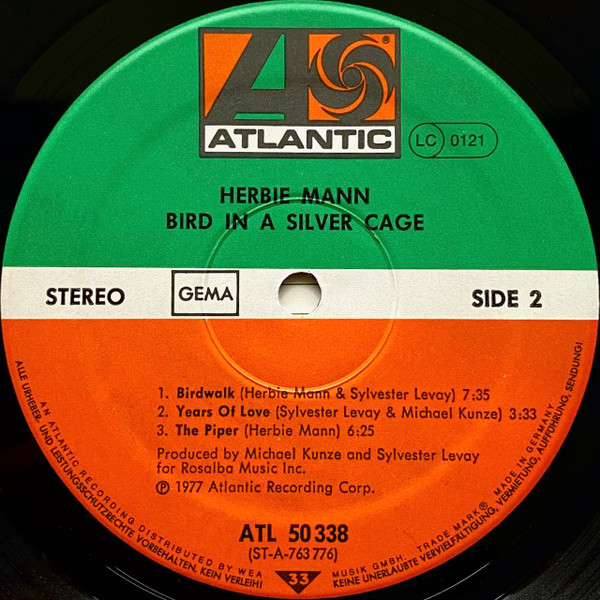 ATLANTIC
LC 0121
HERBIE MANN
BIRD IN A SILVER CAGE
STEREO
GEMA
SIDE 2
1. Birdwalk (Herbie Mann & Sylvester Levay) 7:35
2. Years Of Love (Sylvester Levay & Michael Kunze) 3:33
3. The Piper (Herbie Mann) 6:25
Produced by Michael Kunze and Sylvester Levay
for Rosalba Music Inc.
℗ 1977 Atlantic Recording Corp.
ATL 50 338
(ST-A-763 776)
33
AN ATLANTIC RECORDING DISTRIBUTED BY WEA MUSIK GMBH. TRADE MARK® MADE IN GERMANY
ALLE URHEBER- UND LEISTUNGSSCHUTZRECHTE VORBEHALTEN. KEIN VERLEIH! KEINE UNERLAUBTE VERVIELFÄLTIGUNG, VERMIETUNG, AUFFÜHRUNG, SENDUNG!